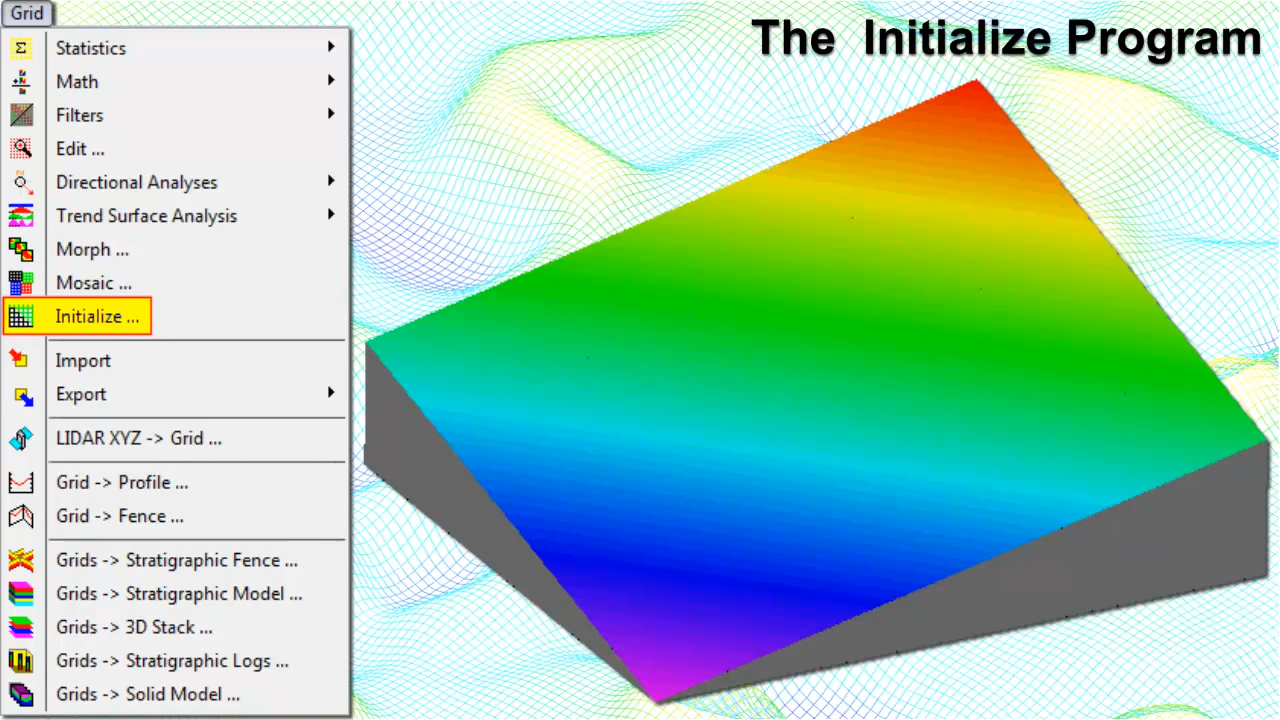 Grid
The Initialize Program
Statistics
Math
Filters
Edit ...
Directional Analyses
Trend Surface Analysis
Morph ...
Mosaic ...
Initialize ...
Import
Export
LIDAR XYZ -> Grid ...
Grid -> Profile ...
Grid -> Fence ...
Grids -> Stratigraphic Fence ...
Grids -> Stratigraphic Model ...
Grids -> 3D Stack ...
Grids -> Stratigraphic Logs ...
Grids -> Solid Model ...